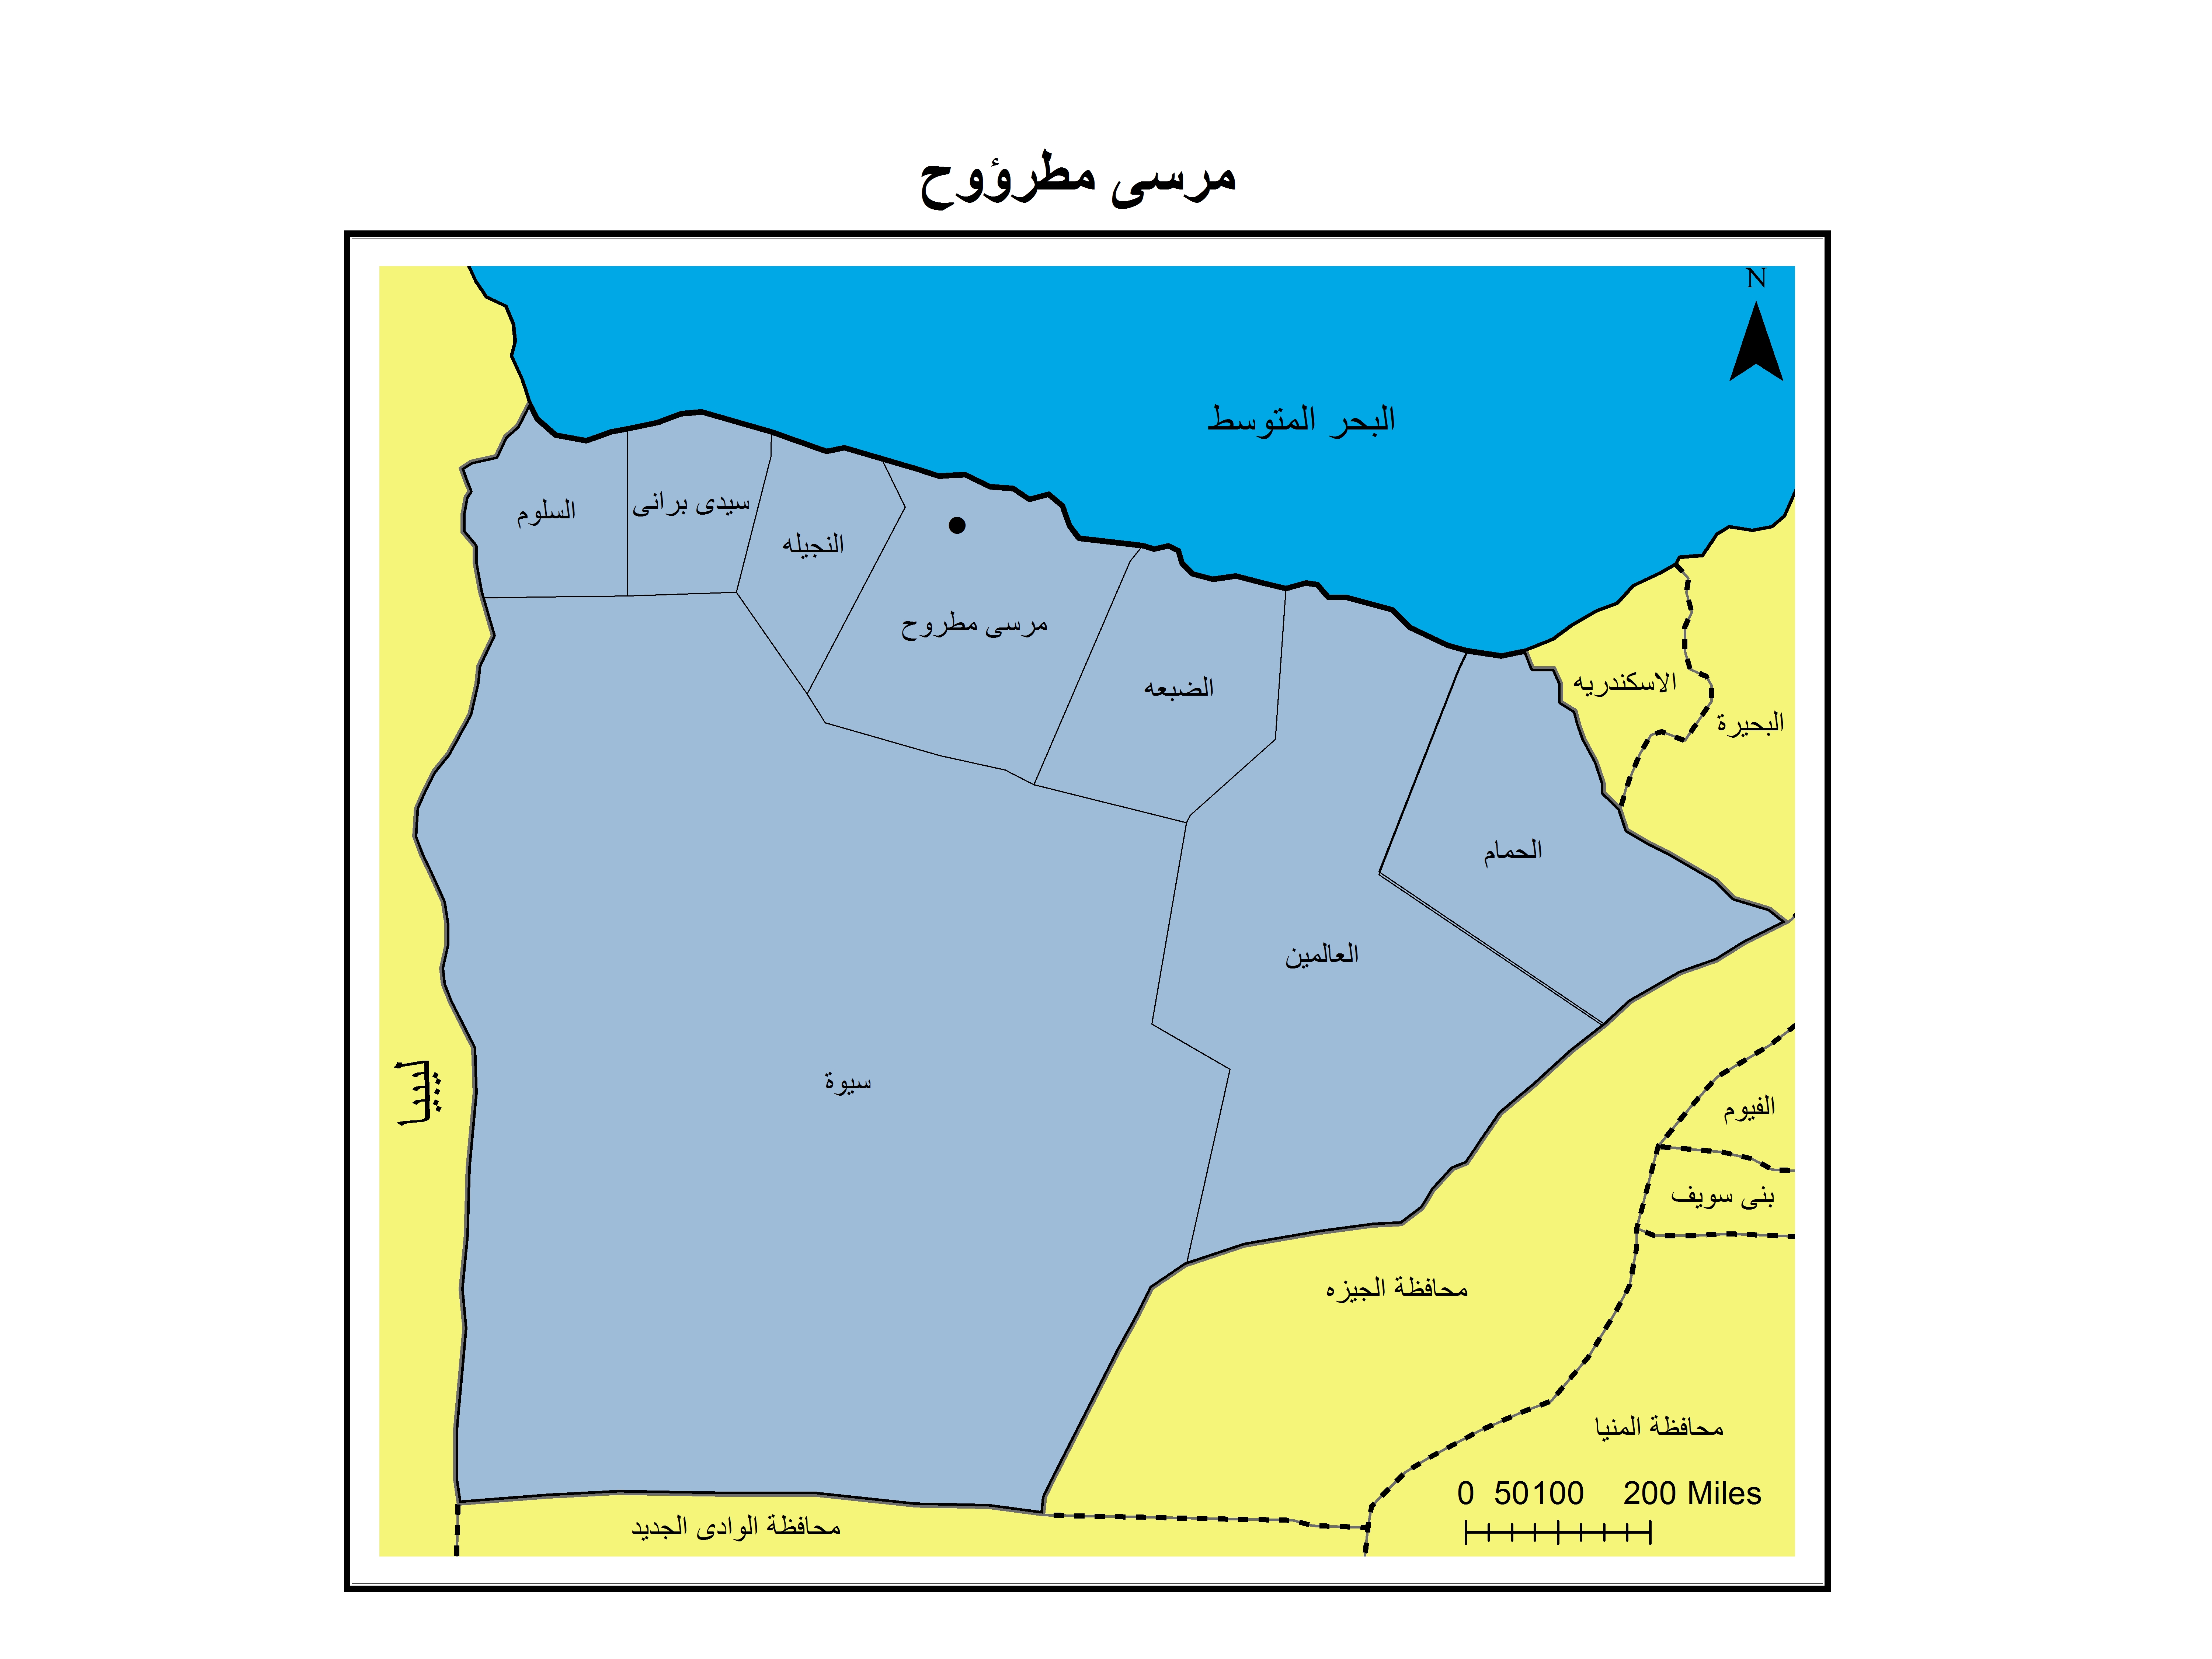 مرسى مطرؤوح
N
البحر المتوسط
السلوم
سيدى برانى
النجيله
مرسى مطروح
الضبعه
الاسكندريه
البحيرة
الحمام
العالمين
سيوة
ليبيا
الفيوم
بنى سويف
محافظة الجيزه
محافظة المنيا
محافظة الوادى الجديد
0 50100 200 Miles